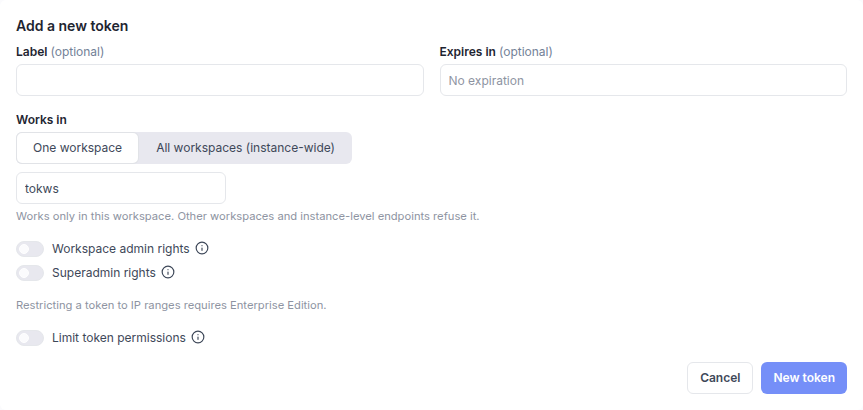 Add a new token
Label (optional)
Expires in (optional)
No expiration
Works in
One workspace
All workspaces (instance-wide)
tokws
Works only in this workspace. Other workspaces and instance-level endpoints refuse it.
Workspace admin rights
Superadmin rights
Restricting a token to IP ranges requires Enterprise Edition.
Limit token permissions
Cancel
New token